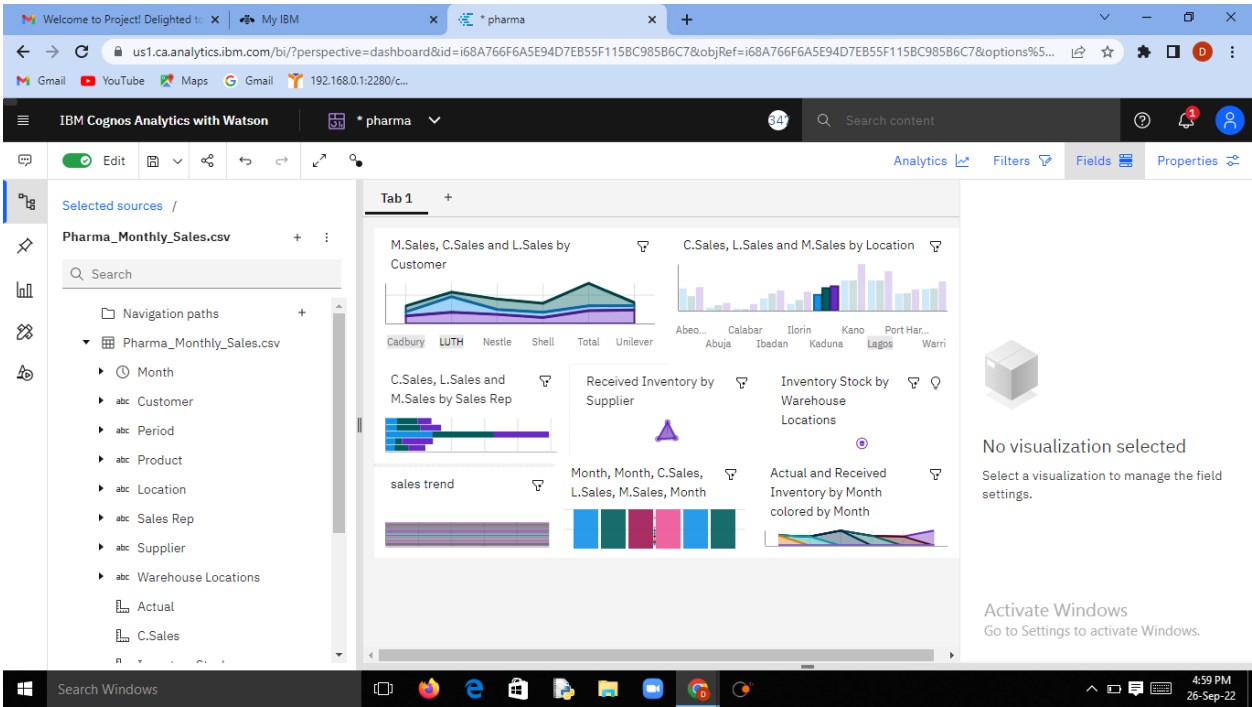 Welcome to Project! Delighted to
My IBM
* pharma
us1.ca.analytics.ibm.com/bi/?perspective=dashboard&id=i68A766F6A5E94D7EB55F115BC985B6C7&objRef=i68A766F6A5E94D7EB55F115BC985B6C7&options%5...
D
Gmail
YouTube
Maps
Gmail
192.168.0.1:2280/c...
IBM Cognos Analytics with Watson
* pharma
Search content
1
Edit
Analytics
Filters
Fields
Properties
Selected sources /
Pharma_Monthly_Sales.csv
Search
Navigation paths
Pharma_Monthly_Sales.csv
Month
abc Customer
abc Period
abc Product
abc Location
abc Sales Rep
abc Supplier
abc Warehouse Locations
Actual
C.Sales
Tab 1
M.Sales, C.Sales and L.Sales by
Customer
Cadbury LUTH Nestle Shell Total Unilever
C.Sales, L.Sales and M.Sales by Location
Abeo... Calabar Ilorin Kano Port Har...
Abuja Ibadan Kaduna Lagos Warri
C.Sales, L.Sales and
M.Sales by Sales Rep
Received Inventory by
Supplier
Inventory Stock by
Warehouse
Locations
sales trend
Month, Month, C.Sales,
L.Sales, M.Sales, Month
Actual and Received
Inventory by Month
colored by Month
No visualization selected
Select a visualization to manage the field
settings.
Activate Windows
Go to Settings to activate Windows.
Search Windows
4:59 PM
26-Sep-22